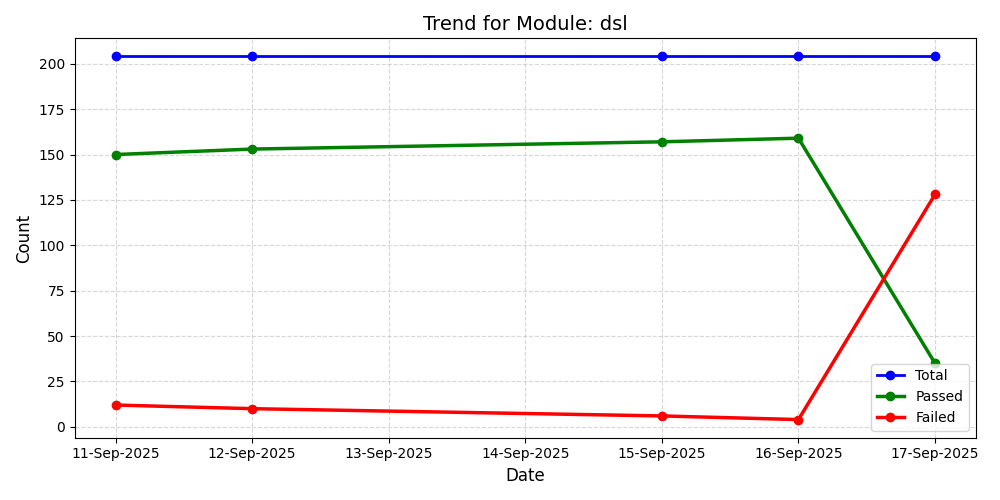 Trend for Module: dsl
200
175
150
125
100
75
50
25
0
Count
11-Sep-2025 12-Sep-2025 13-Sep-2025 14-Sep-2025 15-Sep-2025 16-Sep-2025 17-Sep-2025
Date
Total
Passed
Failed